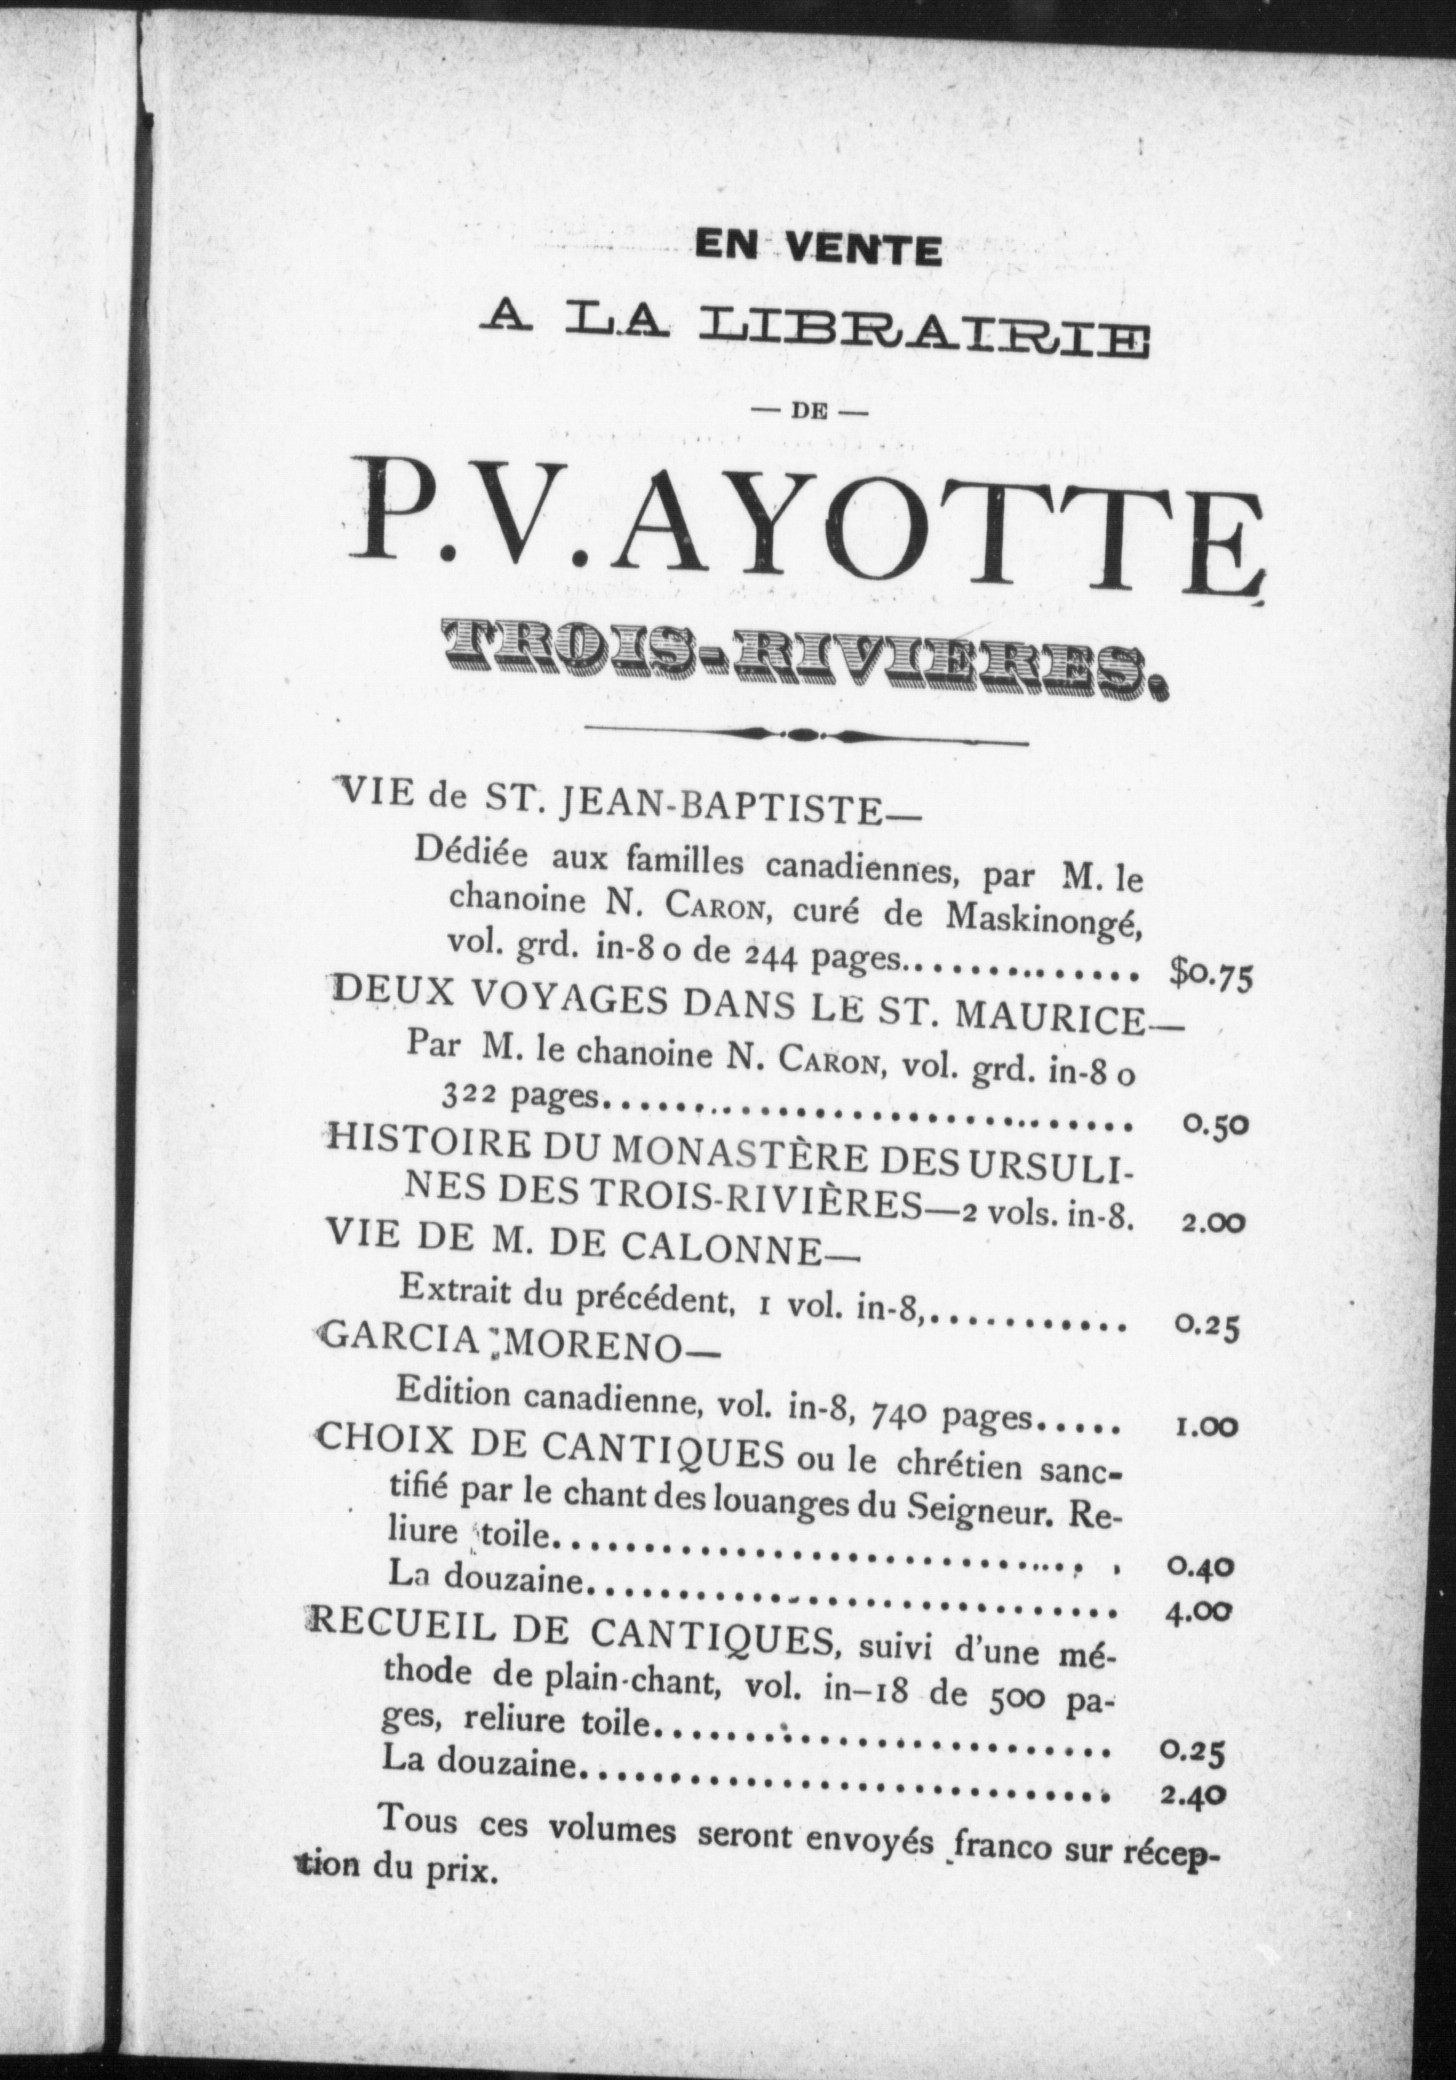 EN VENTE
A LA LIBRAIRIE
— DE —
P. V. AYOTTE
TROIS-RIVIERES.
VIE de ST. JEAN-BAPTISTE—
Dédiée aux familles canadiennes, par M. le
chanoine N. CARON, curé de Maskinongé,
vol. grd. in-8 o de 244 pages............... $0.75
DEUX VOYAGES DANS LE ST. MAURICE—
Par M. le chanoine N. CARON, vol. grd. in-8 o
322 pages.............................. 0.50
HISTOIRE DU MONASTÈRE DES URSULI-
NES DES TROIS-RIVIÈRES—2 vols. in-8. 2.00
VIE DE M. DE CALONNE—
Extrait du précédent, 1 vol. in-8,........... 0.25
GARCIA MORENO—
Edition canadienne, vol. in-8, 740 pages..... 1.00
CHOIX DE CANTIQUES ou le chrétien sanc-
tifié par le chant des louanges du Seigneur. Re-
liure toile.............................. 0.40
La douzaine............................. 4.00
RECUEIL DE CANTIQUES, suivi d'une mé-
thode de plain-chant, vol. in-18 de 500 pa-
ges, reliure toile......................... 0.25
La douzaine............................. 2.40
Tous ces volumes seront envoyés franco sur récep-
tion du prix.